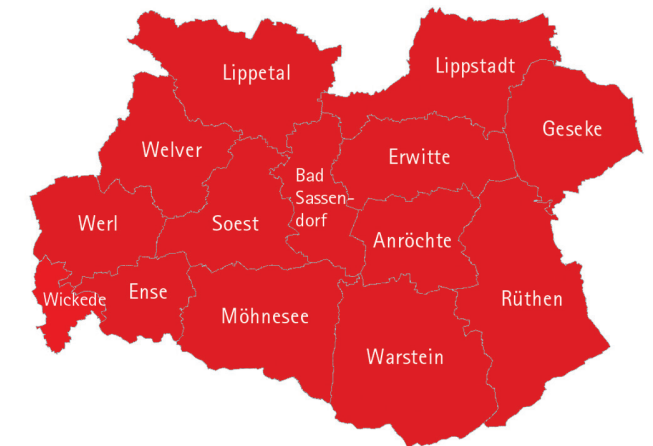 Lippetal
Lippstadt
Geseke
Welver
Erwitte
Bad
Sassen-
dorf
Werl
Soest
Anröchte
Wickede
Ense
Rüthen
Möhnesee
Warstein